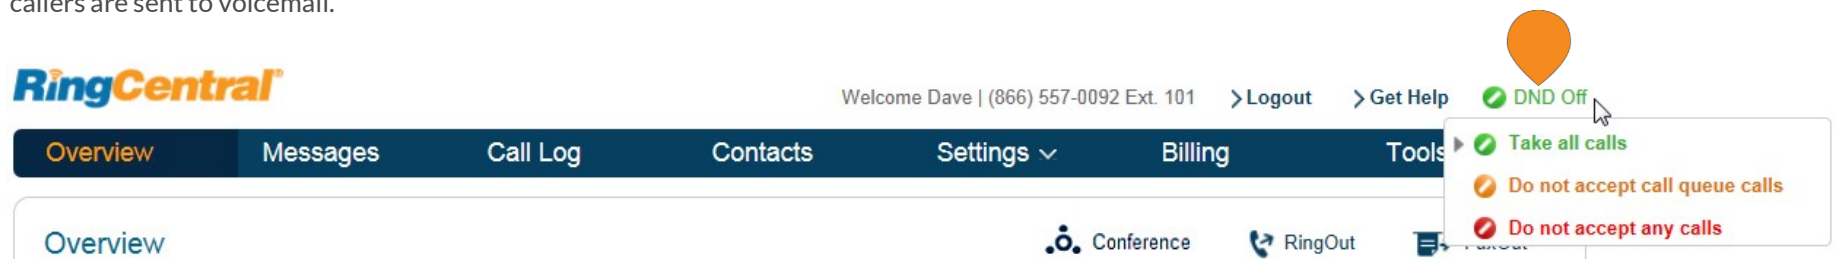 callers are sent to voicemail.
RingCentral®
Welcome Dave | (866) 557-0092 Ext. 101 Logout Get Help DND Off
Overview Messages Call Log Contacts Settings Billing Tools
Take all calls
Do not accept call queue calls
Do not accept any calls
Overview Conference RingOut